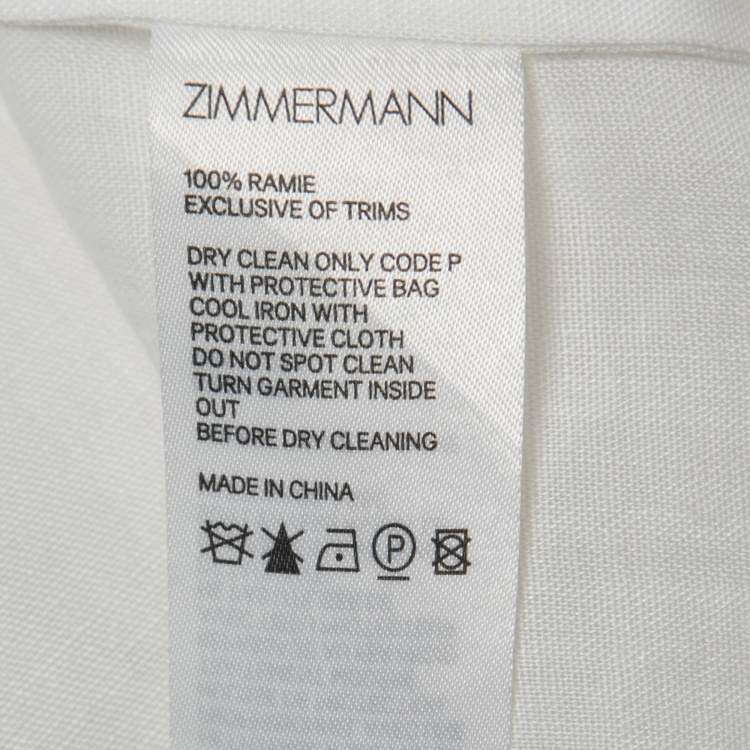 ZIMMERMANN
100% RAMIE
EXCLUSIVE OF TRIMS
DRY CLEAN ONLY CODE P
WITH PROTECTIVE BAG
COOL IRON WITH
PROTECTIVE CLOTH
DO NOT SPOT CLEAN
TURN GARMENT INSIDE
OUT
BEFORE DRY CLEANING
MADE IN CHINA
P